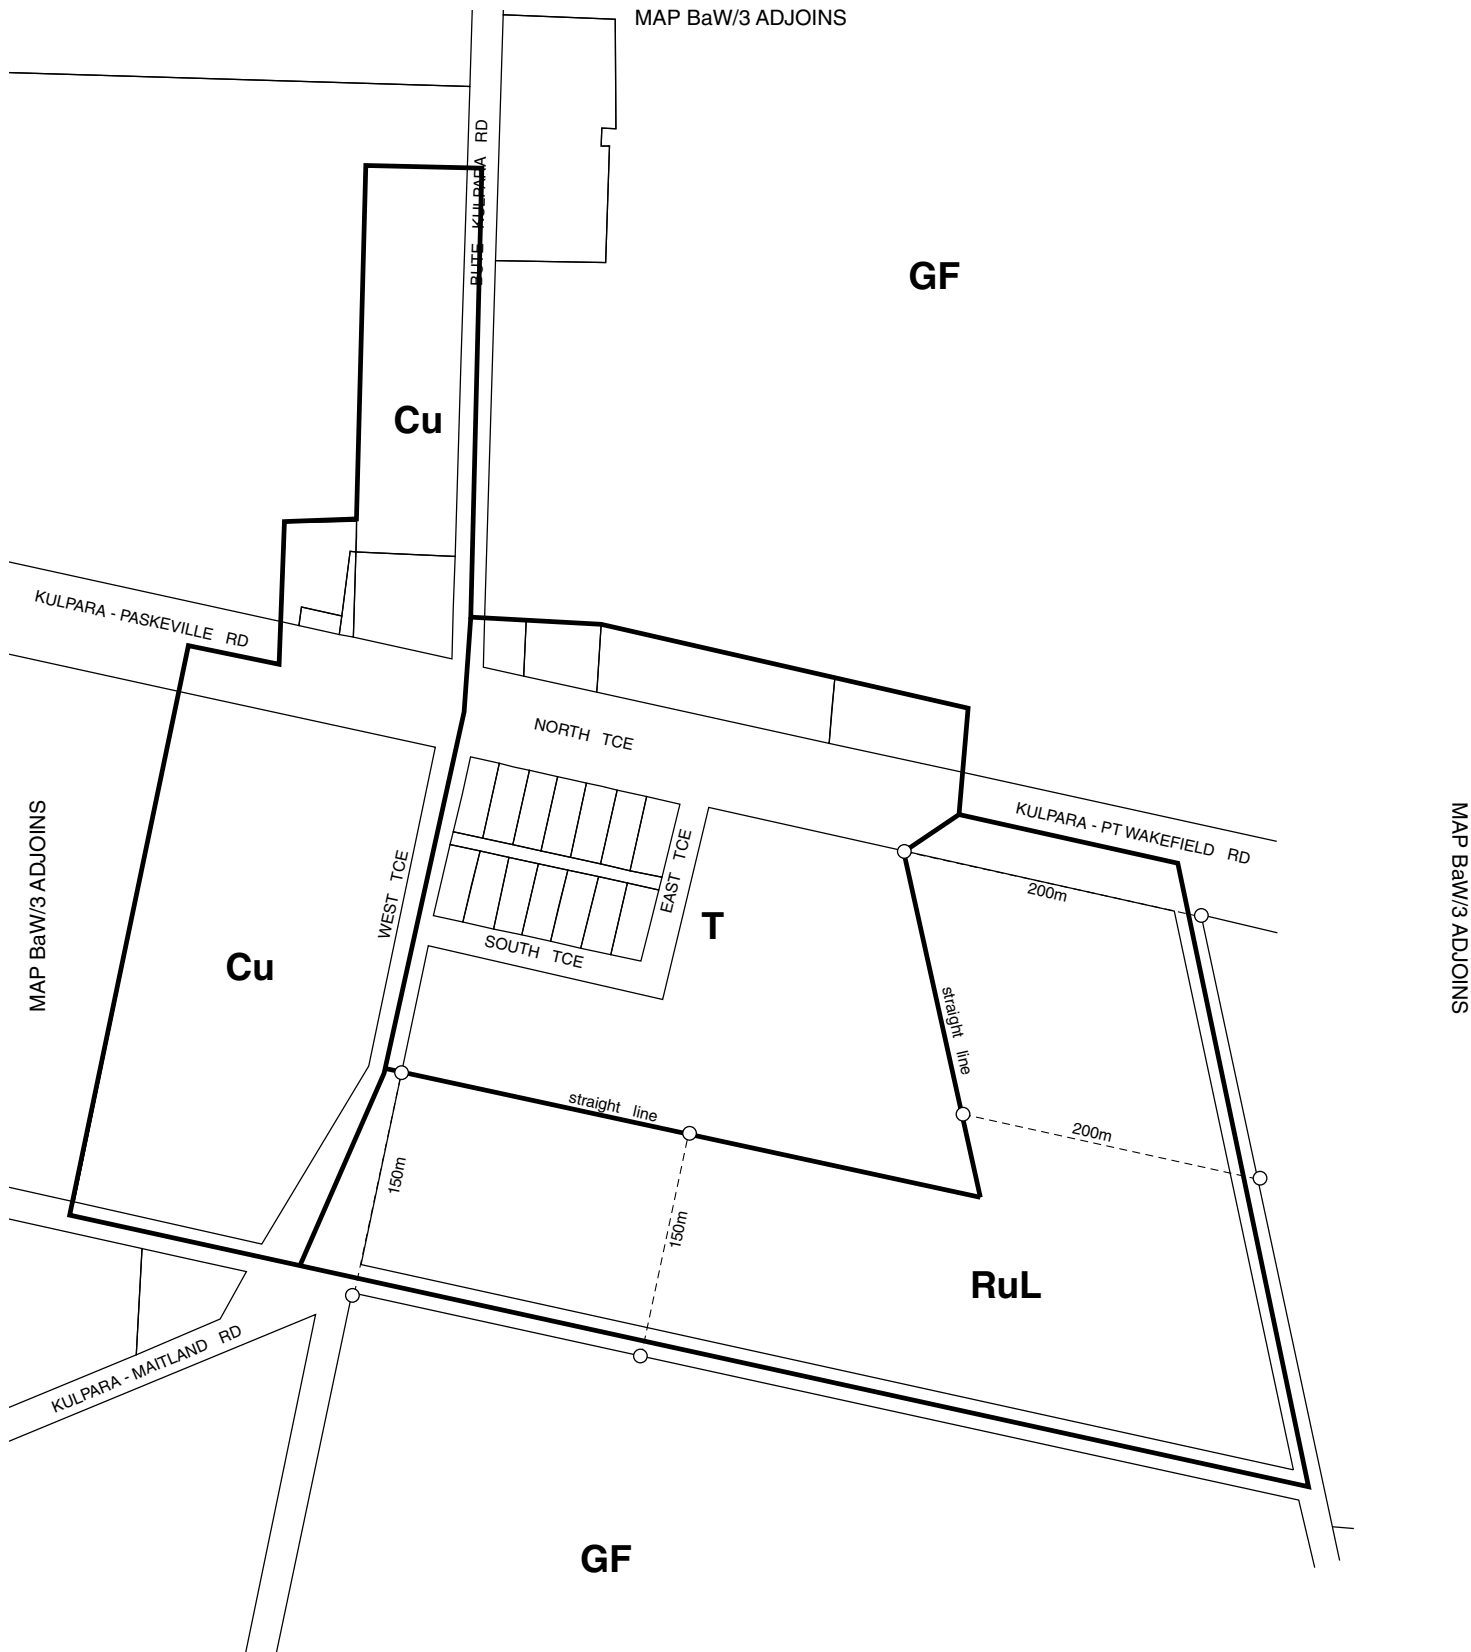 MAP BaW/3 ADJOINS
BUTE KULPARA RD
GF
Cu
KULPARA - PASKEVILLE RD
NORTH TCE
KULPARA - PT WAKEFIELD RD
MAP BaW/3 ADJOINS
MAP BaW/3 ADJOINS
WEST TCE
EAST TCE
200m
T
SOUTH TCE
Cu
straight line
straight line
200m
150m
150m
RuL
KULPARA - MAITLAND RD
GF